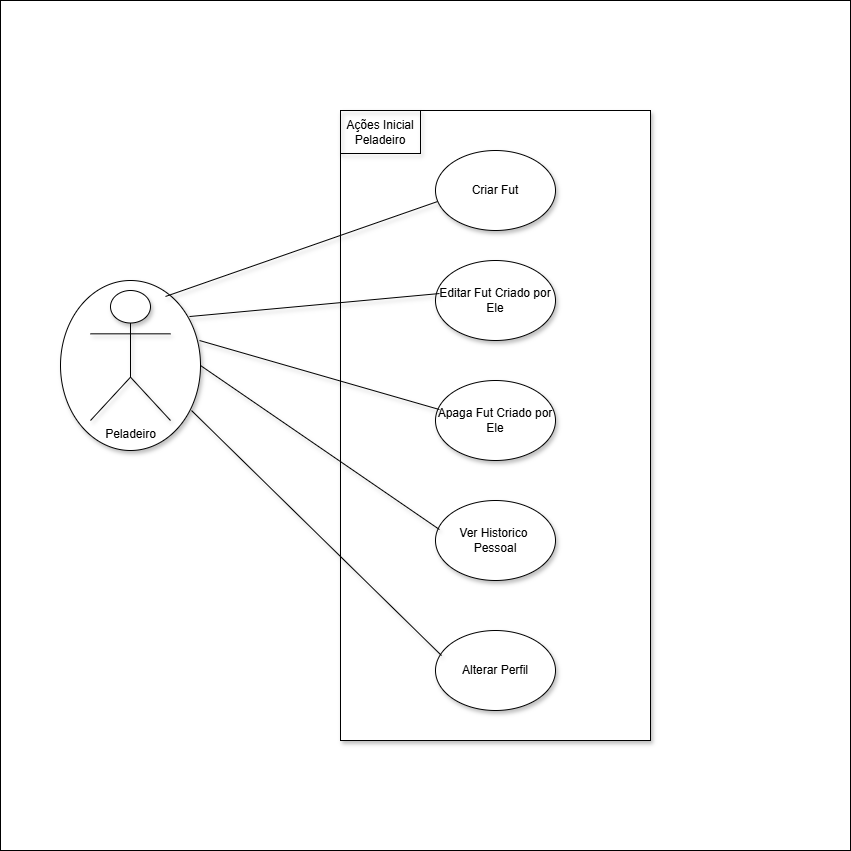 Ações Inicial
Peladeiro
Criar Fut
Editar Fut Criado por
Ele
Apaga Fut Criado por
Ele
Peladeiro
Ver Historico
Pessoal
Alterar Perfil